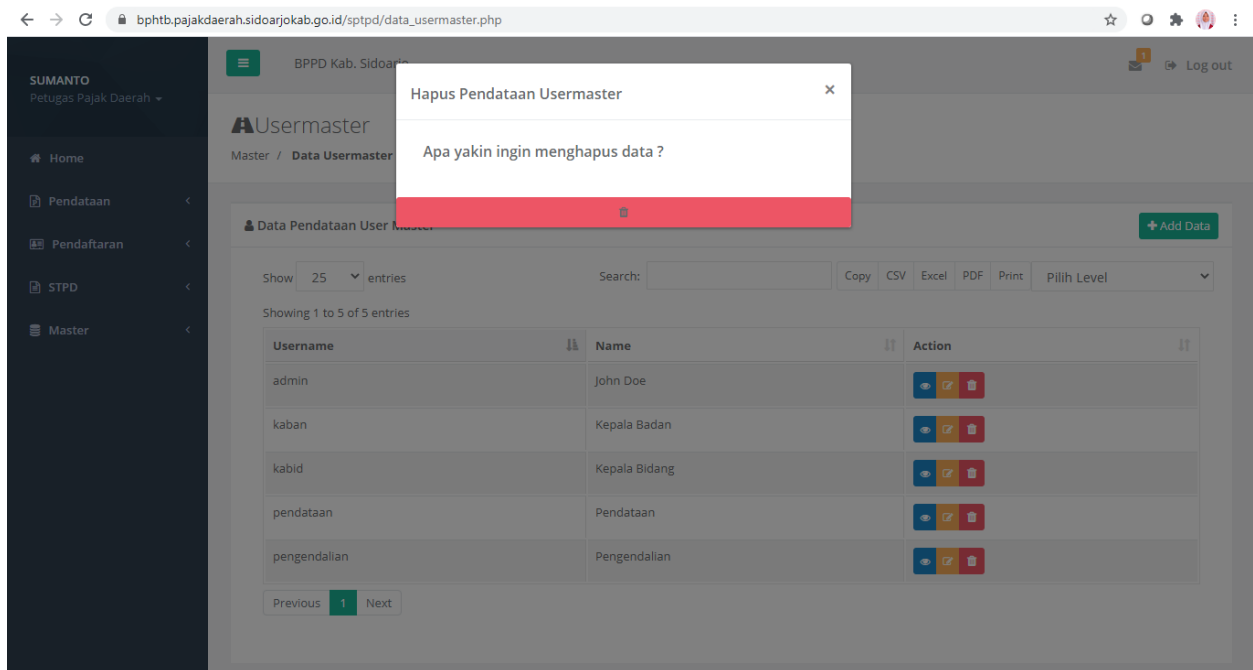 bphtb.pajakdaerah.sidoarjokab.go.id/sptpd/data_usermaster.php
SUMANTO
Petugas Pajak Daerah
Home
Pendataan
Pendaftaran
STPD
Master
BPPD Kab. Sidoarjo
1
Log out
Usermaster
Master / Data Usermaster
Hapus Pendataan Usermaster ×
Apa yakin ingin menghapus data ?
Data Pendataan User Master
Add Data
Show 25 entries Search: Copy CSV Excel PDF Print Pilih Level
Showing 1 to 5 of 5 entries
Username Name Action
admin John Doe
kaban Kepala Badan
kabid Kepala Bidang
pendataan Pendataan
pengendalian Pengendalian
Previous 1 Next